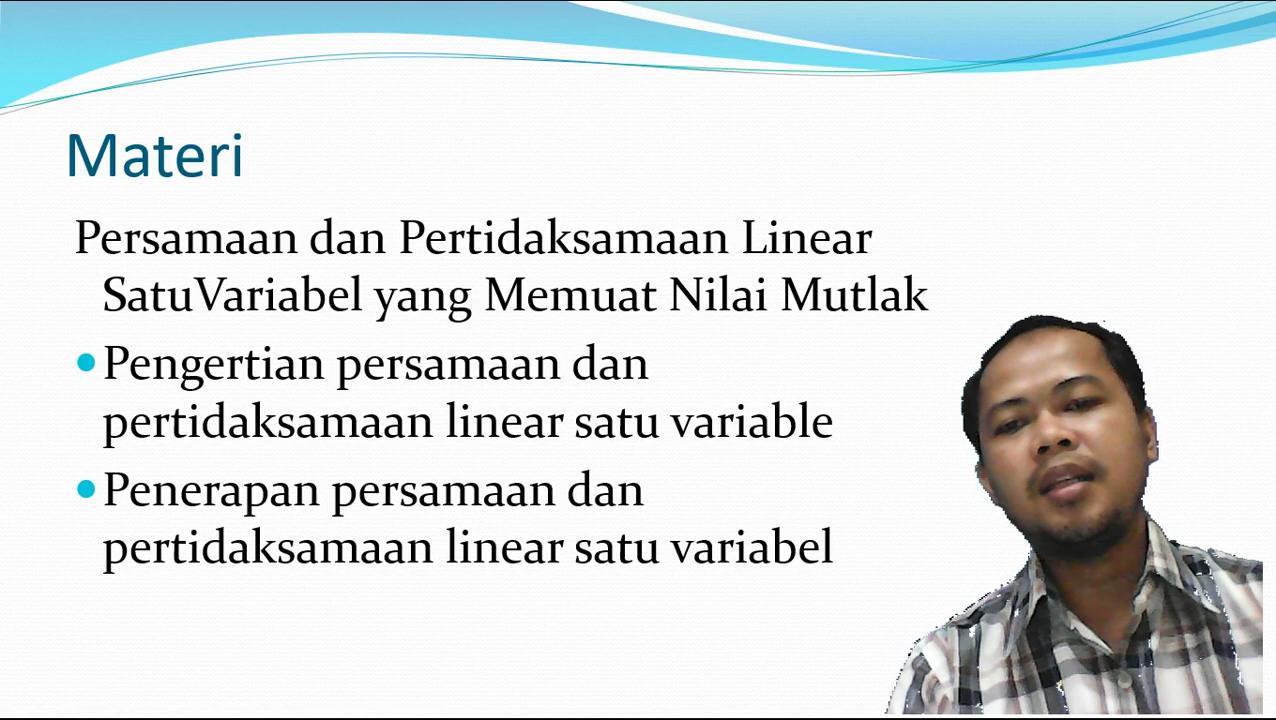 Materi
Persamaan dan Pertidaksamaan Linear
SatuVariabel yang Memuat Nilai Mutlak
Pengertian persamaan dan
pertidaksamaan linear satu variable
Penerapan persamaan dan
pertidaksamaan linear satu variabel